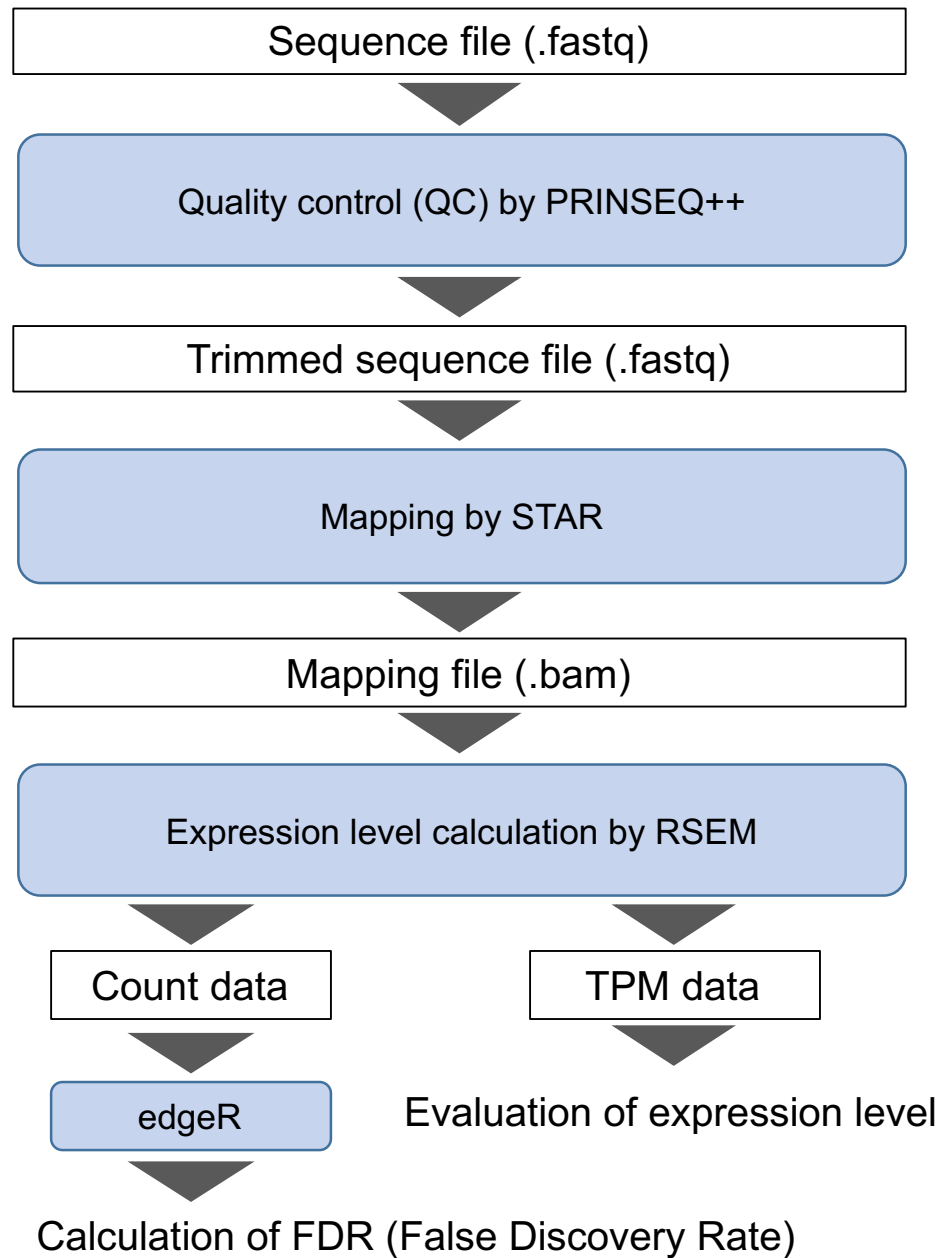 Sequence file (.fastq)
Quality control (QC) by PRINSEQ++
Trimmed sequence file (.fastq)
Mapping by STAR
Mapping file (.bam)
Expression level calculation by RSEM
Count data
TPM data
edgeR
Evaluation of expression level
Calculation of FDR (False Discovery Rate)